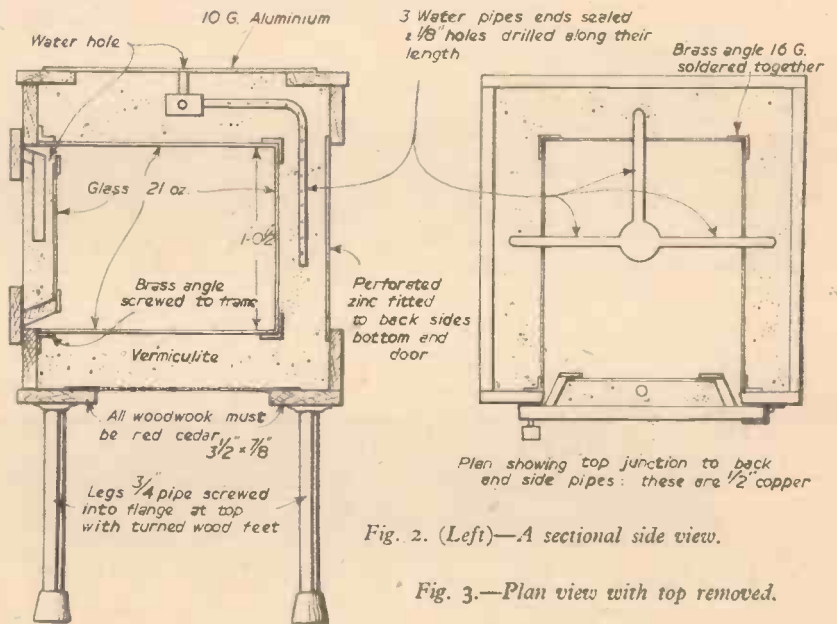 10 G. Aluminium
Water hole
3 Water pipes ends sealed
& 1/8" holes drilled along their
length
Brass angle 16 G.
soldered together
Glass 21 oz.
1-0½"
Brass angle
screwed to frame
Perforated
zinc fitted
to back sides
bottom and
door
Vermiculite
All woodwook must
be red cedar
3½" × 7/8"
Legs 3/4" pipe screwed
into flange at top
with turned wood feet
Plan showing top junction to back
and side pipes: these are ½" copper
Fig. 2. (Left)—A sectional side view.
Fig. 3.—Plan view with top removed.